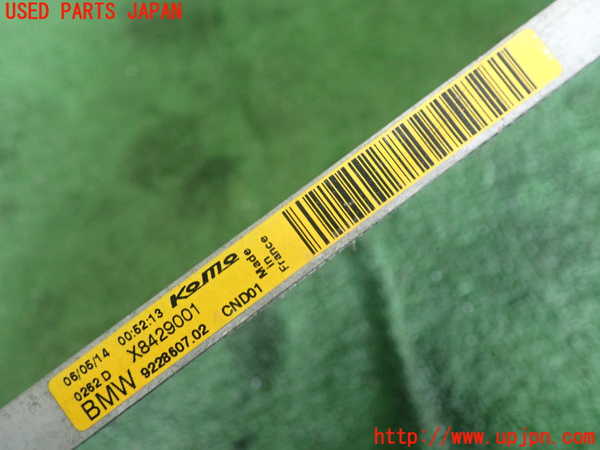 USED PARTS JAPAN
06/05/14 00:52:13 KoMo Made
0262 D X8429001 in
BMW 9228607.02 CND01 France
http://www.upjpn.com